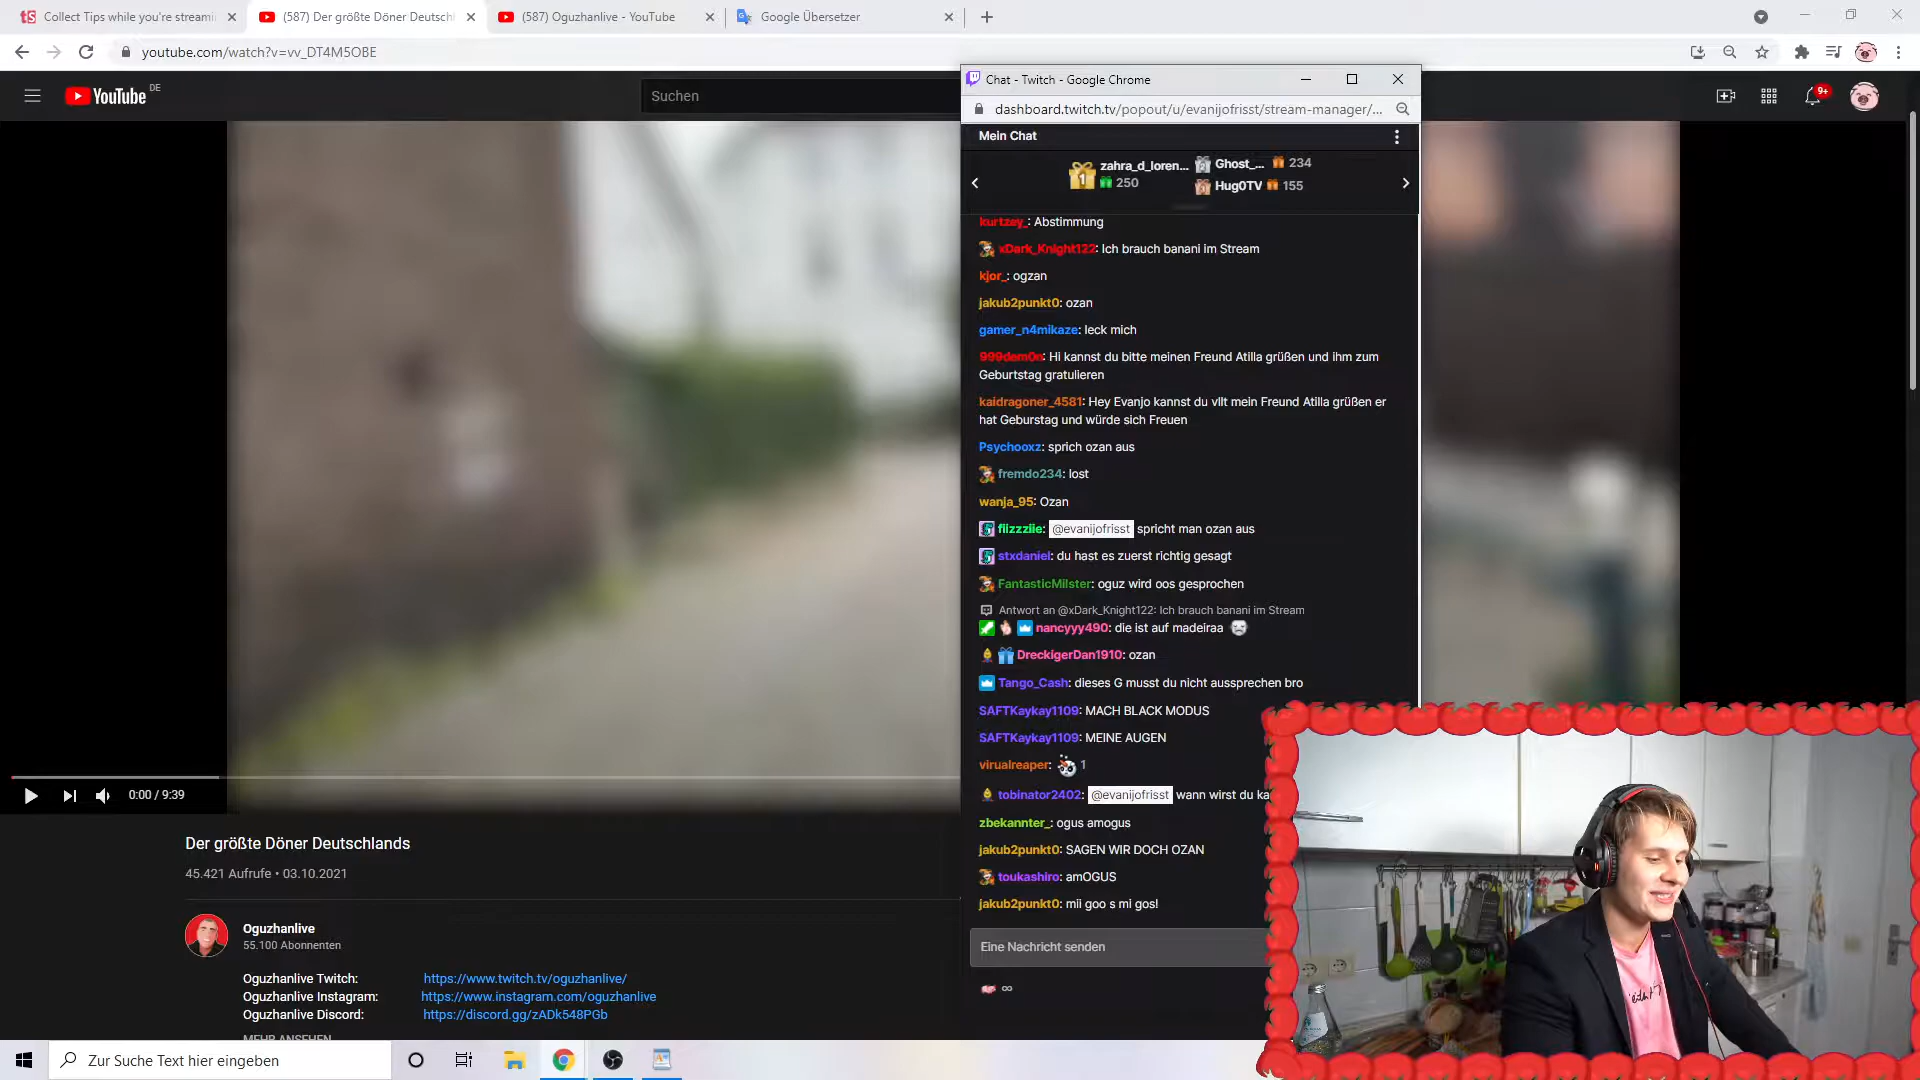 Collect Tips while you're streami
(587) Der größte Döner Deutschl
(587) Oguzhanlive - YouTube
Google Übersetzer
youtube.com/watch?v=vv_DT4M5OBE
YouTube DE
Suchen
9+
Chat - Twitch - Google Chrome
dashboard.twitch.tv/popout/u/evanijofrisst/stream-manager/...
Mein Chat
1 zahra_d_loren... 250
Ghost_... 234
Hug0TV 155
kurtzey_: Abstimmung
xDark_Knight122: Ich brauch banani im Stream
kjor_: ogzan
jakub2punkt0: ozan
gamer_n4mikaze: leck mich
999dem0n: Hi kannst du bitte meinen Freund Atilla grüßen und ihm zum
Geburtstag gratulieren
kaidragoner_4581: Hey Evanjo kannst du vllt mein Freund Atilla grüßen er
hat Geburstag und würde sich Freuen
Psychooxz: sprich ozan aus
fremdo234: lost
wanja_95: Ozan
flizzziie: @evanijofrisst spricht man ozan aus
stxdaniel: du hast es zuerst richtig gesagt
FantasticMilster: oguz wird oos gesprochen
Antwort an @xDark_Knight122: Ich brauch banani im Stream
nancyyy490: die ist auf madeiraa
DreckigerDan1910: ozan
Tango_Cash: dieses G musst du nicht aussprechen bro
SAFTKaykay1109: MACH BLACK MODUS
SAFTKaykay1109: MEINE AUGEN
virualreaper: 1
tobinator2402: @evanijofrisst wann wirst du ka
zbekannter_: ogus amogus
jakub2punkt0: SAGEN WIR DOCH OZAN
toukashiro: amOGUS
jakub2punkt0: mii goo s mi gos!
Eine Nachricht senden
∞
0:00 / 9:39
Der größte Döner Deutschlands
45.421 Aufrufe • 03.10.2021
Oguzhanlive
55.100 Abonnenten
Oguzhanlive Twitch: https://www.twitch.tv/oguzhanlive/
Oguzhanlive Instagram: https://www.instagram.com/oguzhanlive
Oguzhanlive Discord: https://discord.gg/zADk548PGb
MEHR ANSEHEN
Zur Suche Text hier eingeben